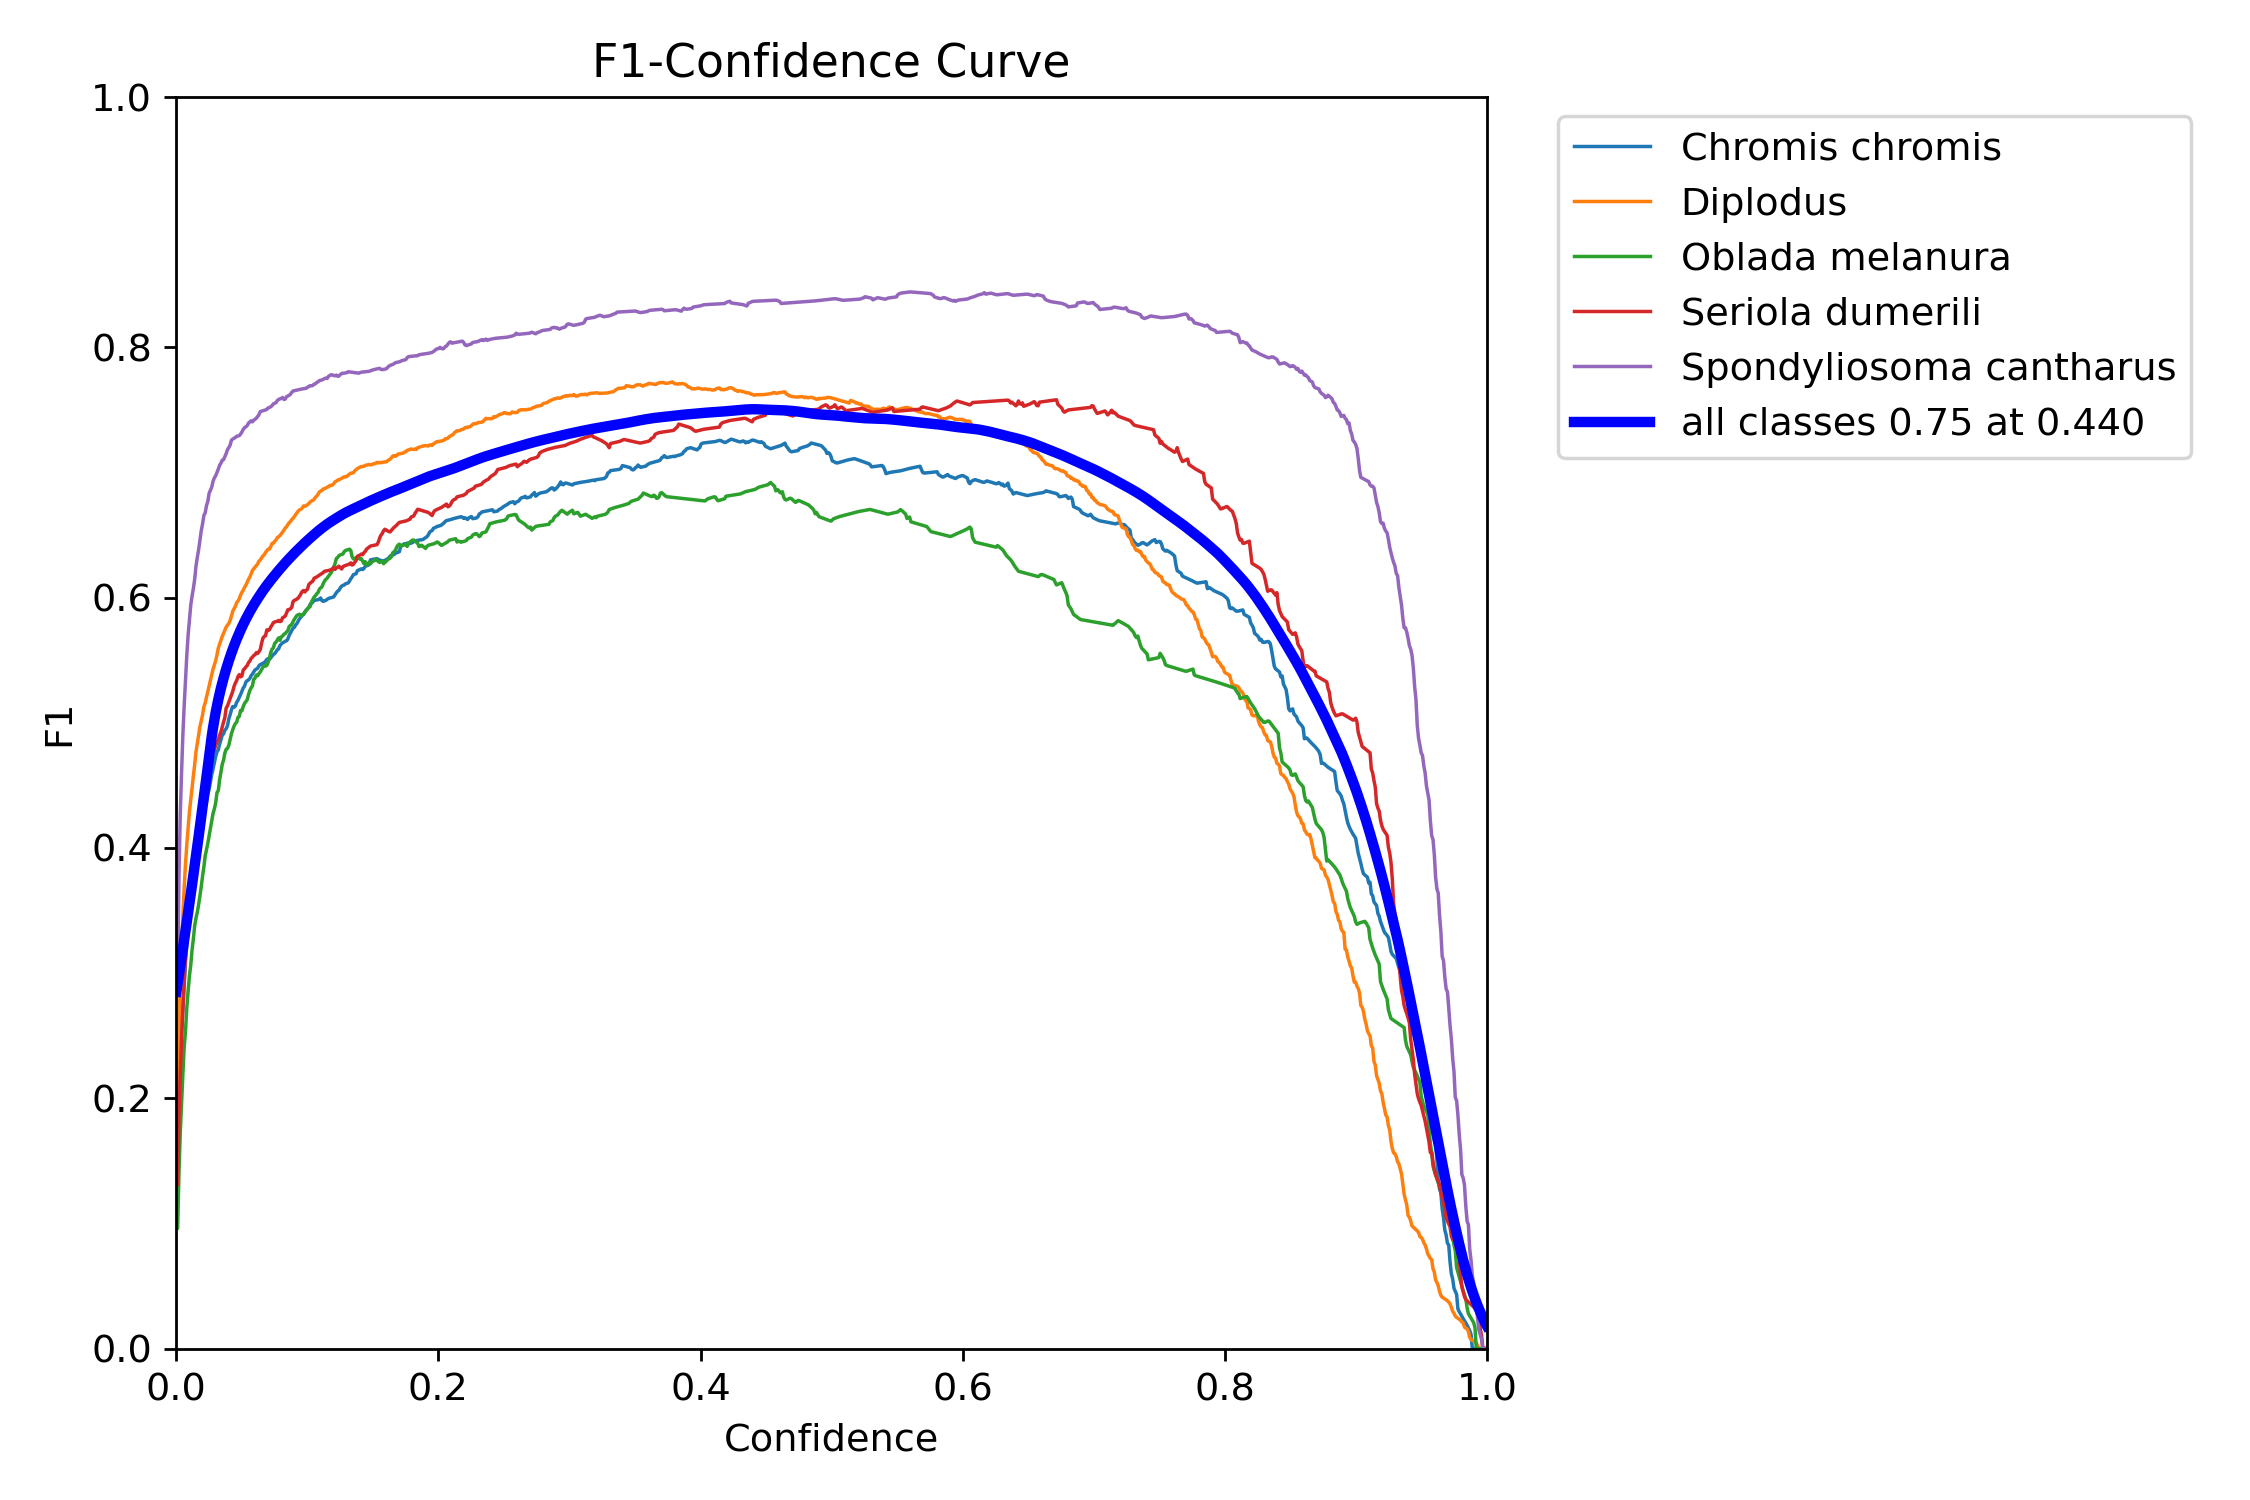 F1-Confidence Curve
1.0
0.8
0.6
0.4
0.2
0.0
F1
0.0 0.2 0.4 0.6 0.8 1.0
Confidence
Chromis chromis
Diplodus
Oblada melanura
Seriola dumerili
Spondyliosoma cantharus
all classes 0.75 at 0.440